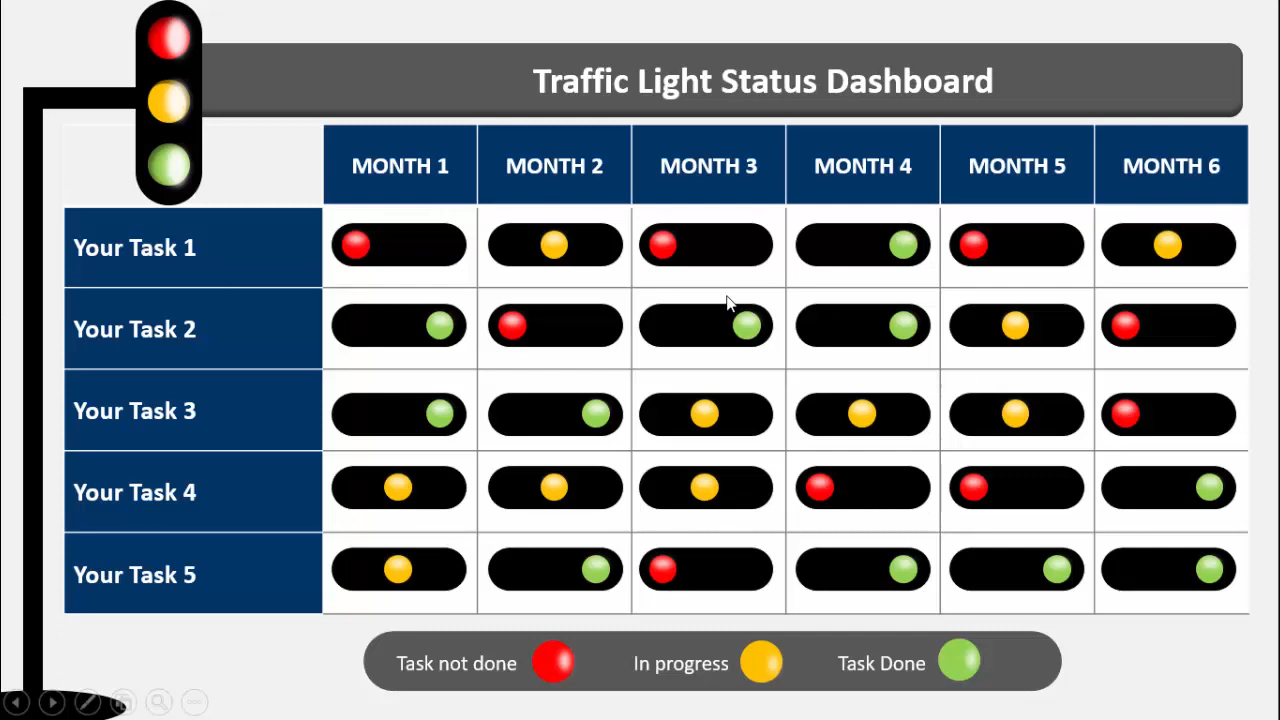 Traffic Light Status Dashboard
MONTH 1 MONTH 2 MONTH 3 MONTH 4 MONTH 5 MONTH 6
Your Task 1
Your Task 2
Your Task 3
Your Task 4
Your Task 5
Task not done In progress Task Done